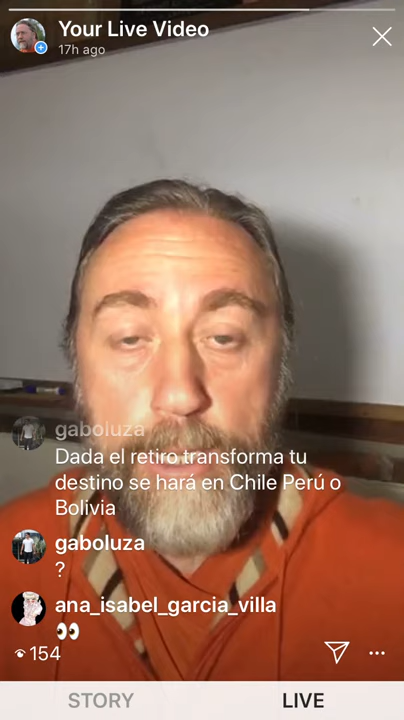 Your Live Video
17h ago
gaboluza
Dada el retiro transforma tu
destino se hará en Chile Perú o
Bolivia
gaboluza
?
ana_isabel_garcia_villa
👀
154
STORY
LIVE